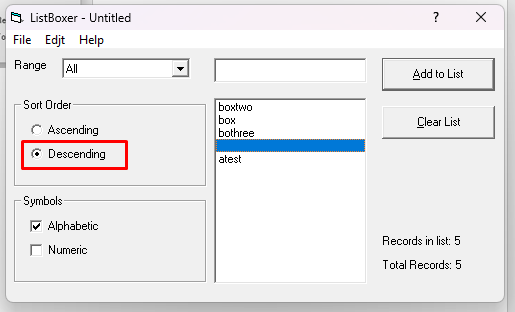 ListBoxer - Untitled
File Edjt Help
Range
All
Add to List
Sort Order
Ascending
Descending
boxtwo
box
bothree
atest
Clear List
Symbols
Alphabetic
Numeric
Records in list: 5
Total Records: 5